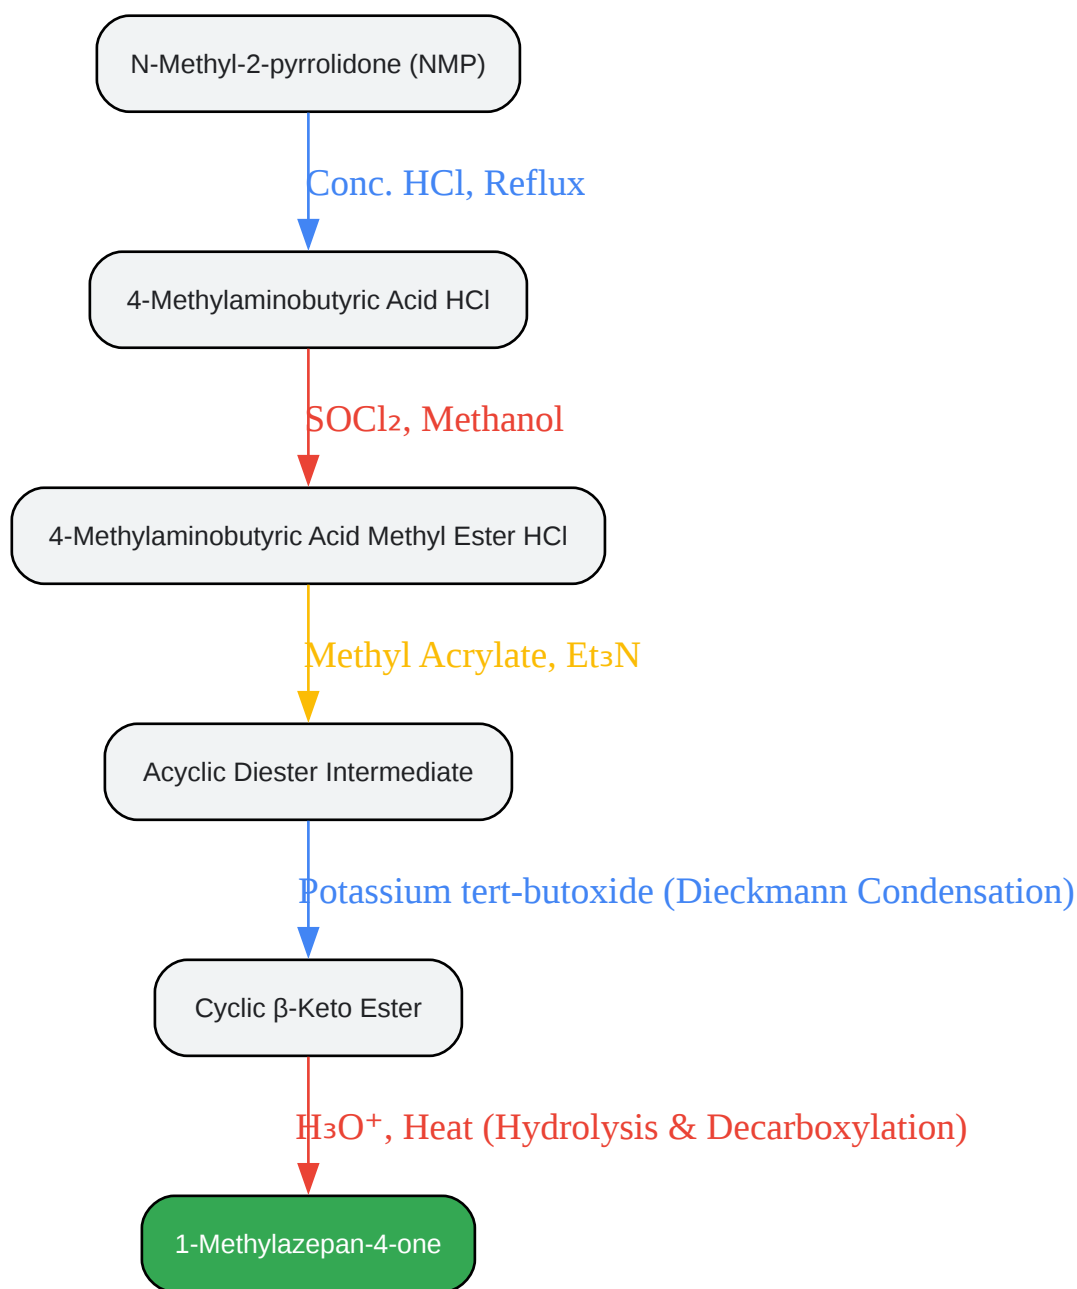 N-Methyl-2-pyrrolidone (NMP)
Conc. HCl, Reflux
4-Methylaminobutyric Acid HCl
SOCl₂, Methanol
4-Methylaminobutyric Acid Methyl Ester HCl
Methyl Acrylate, Et₃N
Acyclic Diester Intermediate
Potassium tert-butoxide (Dieckmann Condensation)
Cyclic β-Keto Ester
H₃O⁺, Heat (Hydrolysis & Decarboxylation)
1-Methylazepan-4-one